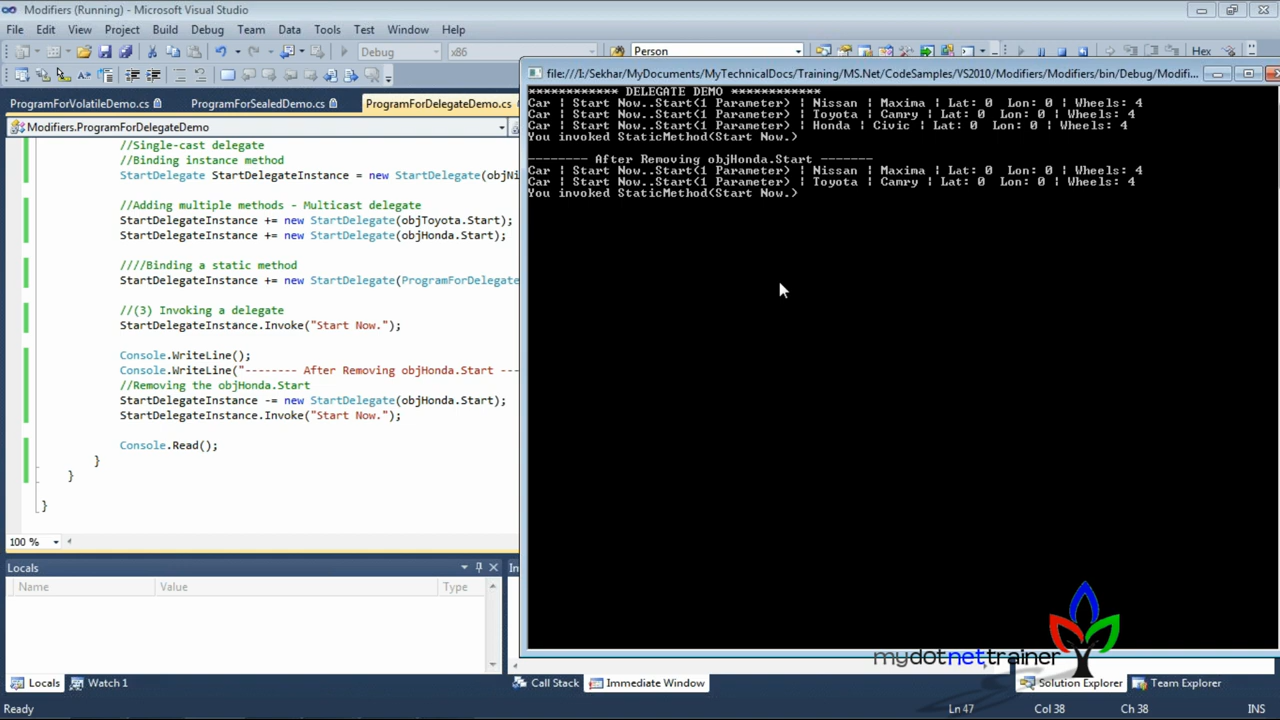 Modifiers (Running) - Microsoft Visual Studio
File Edit View Project Build Debug Team Data Tools Test Window Help
Debug x86 Person Hex
file:///I:/Sekhar/MyDocuments/MyTechnicalDocs/Training/MS.Net/CodeSamples/VS2010/Modifiers/Modifiers/bin/Debug/Modifi...
ProgramForVolatileDemo.cs ProgramForSealedDemo.cs ProgramForDelegateDemo.cs
Modifiers.ProgramForDelegateDemo
//Single-cast delegate
//Binding instance method
StartDelegate StartDelegateInstance = new StartDelegate(objNi
//Adding multiple methods - Multicast delegate
StartDelegateInstance += new StartDelegate(objToyota.Start);
StartDelegateInstance += new StartDelegate(objHonda.Start);
////Binding a static method
StartDelegateInstance += new StartDelegate(ProgramForDelegate
//(3) Invoking a delegate
StartDelegateInstance.Invoke("Start Now.");
Console.WriteLine();
Console.WriteLine("-------- After Removing objHonda.Start ---
//Removing the objHonda.Start
StartDelegateInstance -= new StartDelegate(objHonda.Start);
StartDelegateInstance.Invoke("Start Now.");
Console.Read();
}
}
}
100 %
************ DELEGATE DEMO ************
Car | Start Now..Start(1 Parameter) | Nissan | Maxima | Lat: 0 Lon: 0 | Wheels: 4
Car | Start Now..Start(1 Parameter) | Toyota | Camry | Lat: 0 Lon: 0 | Wheels: 4
Car | Start Now..Start(1 Parameter) | Honda | Civic | Lat: 0 Lon: 0 | Wheels: 4
You invoked StaticMethod(Start Now.)
-------- After Removing objHonda.Start -------
Car | Start Now..Start(1 Parameter) | Nissan | Maxima | Lat: 0 Lon: 0 | Wheels: 4
Car | Start Now..Start(1 Parameter) | Toyota | Camry | Lat: 0 Lon: 0 | Wheels: 4
You invoked StaticMethod(Start Now.)
Locals
Name Value Type
mydotnettrainer
Locals Watch 1 Call Stack Immediate Window Solution Explorer Team Explorer
Ready Ln 47 Col 38 Ch 38 INS